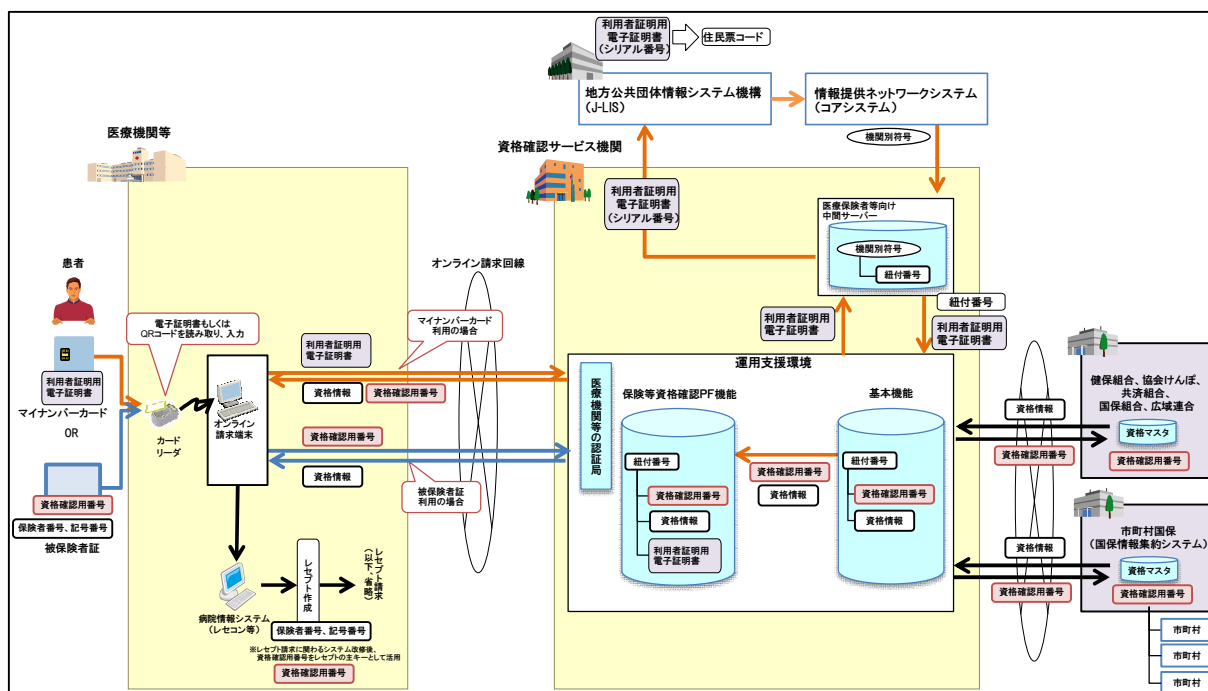 利用者証明用
電子証明書
(シリアル番号)
住民票コード
地方公共団体情報システム機構
(J-LIS)
情報提供ネットワークシステム
(コアシステム)
機関別符号
医療機関等
資格確認サービス機関
利用者証明用
電子証明書
(シリアル番号)
医療保険者等向け
中間サーバー
機関別符号
紐付番号
患者
オンライン請求回線
電子証明書もしくは
QRコードを読み取り、入力
マイナンバーカード
利用の場合
利用者証明用
電子証明書
紐付番号
利用者証明用
電子証明書
利用者証明用
電子証明書
利用者証明用
電子証明書
マイナンバーカード
OR
カード
リーダ
オンライン
請求端末
資格情報
資格確認用番号
資格確認用番号
資格情報
被保険者証
利用の場合
運用支援環境
医療機関等の認証局
保険等資格確認PF機能
基本機能
紐付番号
資格確認用番号
資格情報
利用者証明用
電子証明書
資格確認用番号
資格情報
紐付番号
資格確認用番号
資格情報
資格情報
資格確認用番号
健保組合、協会けんぽ、
共済組合、
国保組合、広域連合
資格マスタ
資格確認用番号
資格確認用番号
保険者番号、記号番号
被保険者証
病院情報システム
(レセコン等)
レセプト作成
レセプト請求
(以下、省略)
保険者番号、記号番号
※レセプト請求に関わるシステム改修後、
資格確認用番号をレセプトの主キーとして活用
資格確認用番号
資格情報
資格確認用番号
市町村国保
(国保情報集約システム)
資格マスタ
資格確認用番号
市町村
市町村
市町村